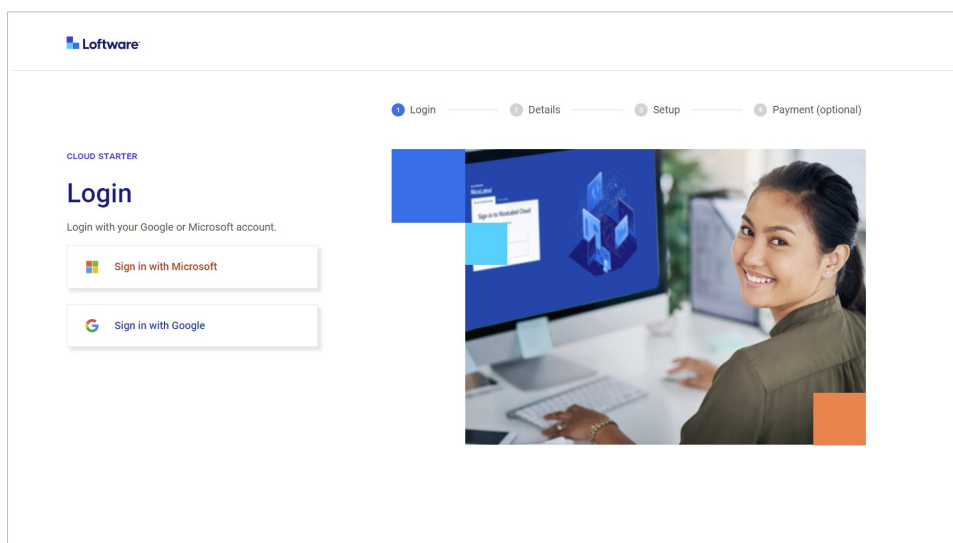 Loftware
1 Login
2 Details
3 Setup
4 Payment (optional)
CLOUD STARTER
Login
Login with your Google or Microsoft account.
Sign in with Microsoft
Sign in with Google
NiceLabel
Sign in to NiceLabel Cloud